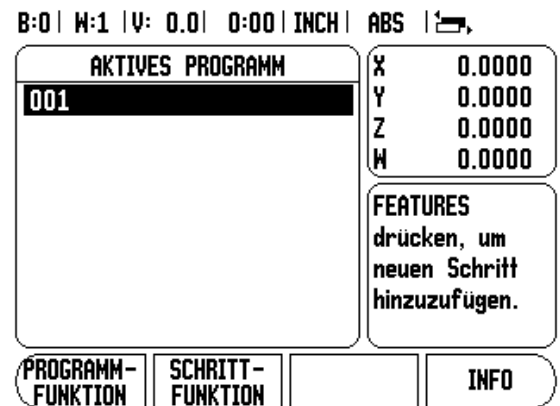 B:0 | W:1 | V: 0.0 | 0:00 | INCH | ABS |
AKTIVES PROGRAMM
001
X 0.0000
Y 0.0000
Z 0.0000
W 0.0000
FEATURES
drücken, um
neuen Schritt
hinzuzufügen.
PROGRAMM-
FUNKTION
SCHRITT-
FUNKTION
INFO